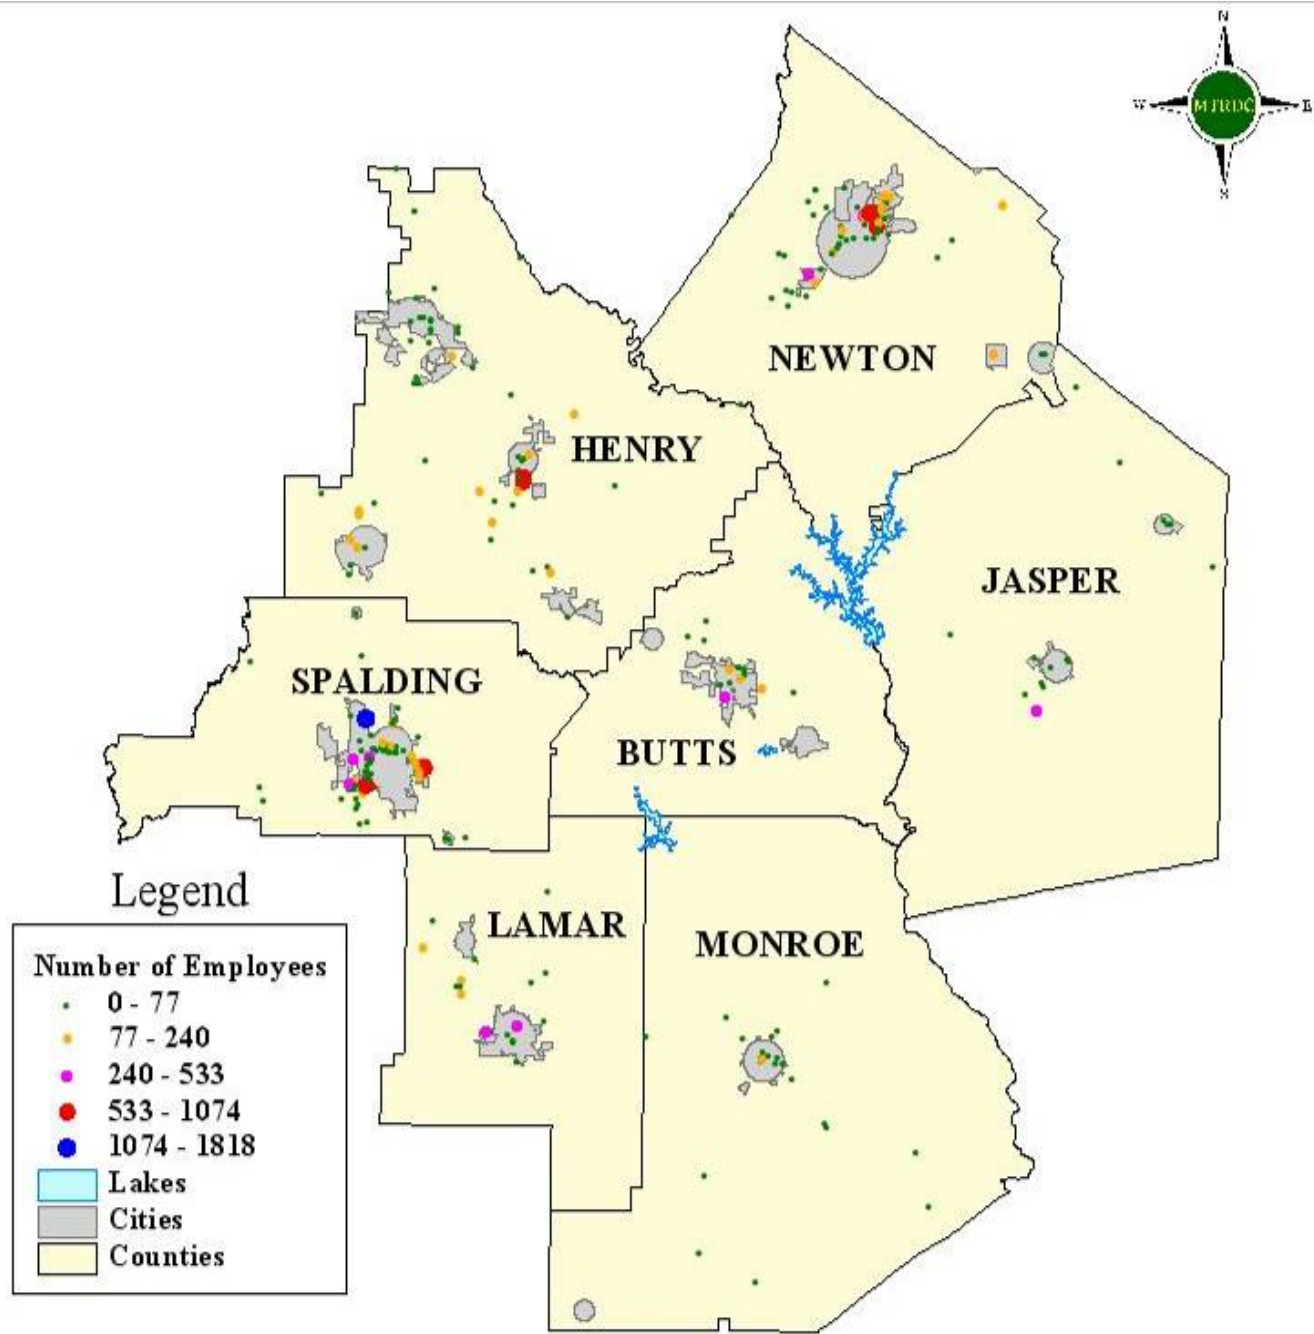 N
W MTRDC E
S
NEWTON
HENRY
JASPER
SPALDING
BUTTS
LAMAR
MONROE
Legend
Number of Employees
0 - 77
77 - 240
240 - 533
533 - 1074
1074 - 1818
Lakes
Cities
Counties